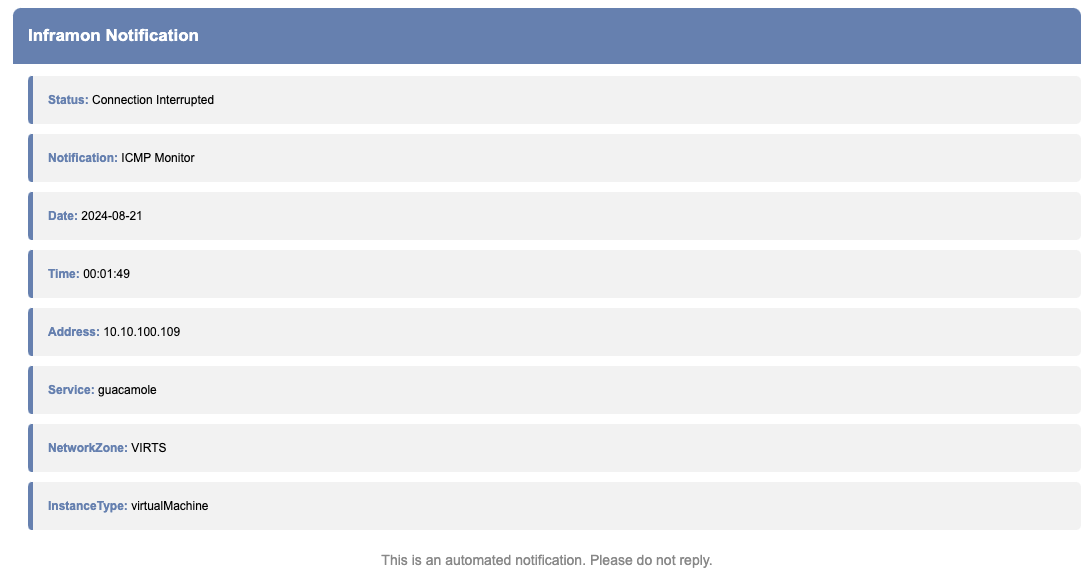 Inframon Notification
Status: Connection Interrupted
Notification: ICMP Monitor
Date: 2024-08-21
Time: 00:01:49
Address: 10.10.100.109
Service: guacamole
NetworkZone: VIRTS
InstanceType: virtualMachine
This is an automated notification. Please do not reply.